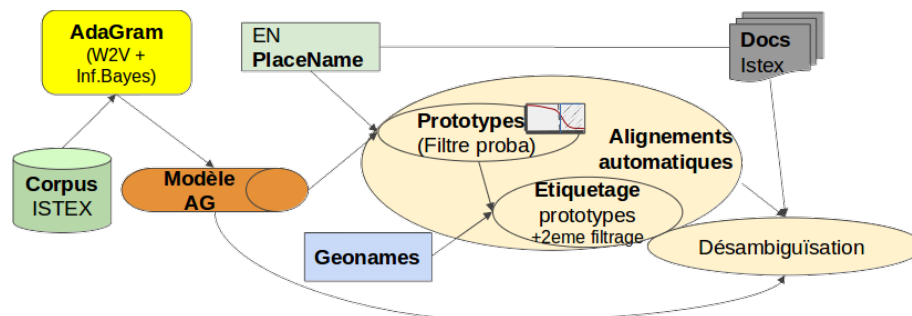 AdaGram
(W2V +
Inf.Bayes)
EN
PlaceName
Docs
Istex
Prototypes
(Filtre proba)
Alignements
automatiques
Corpus
ISTEX
Modèle
AG
Etiquetage
prototypes
+2eme filtrage
Geonames
Désambiguïsation